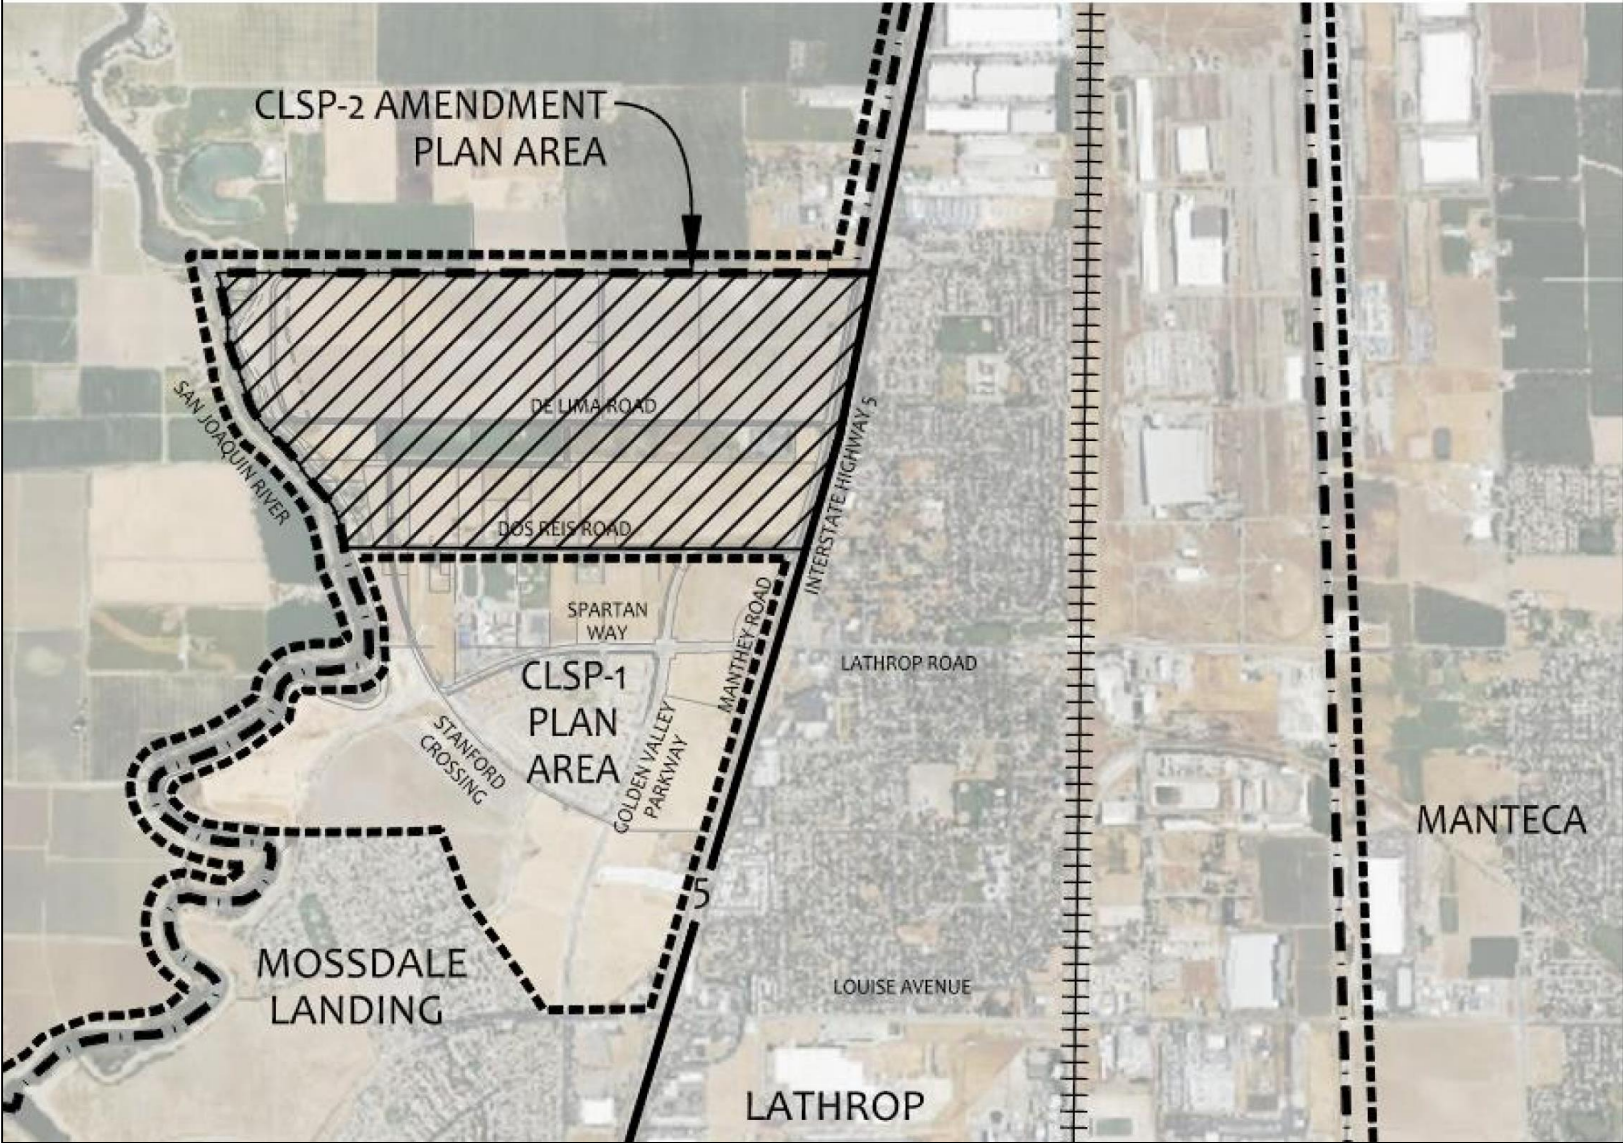 CLSP-2 AMENDMENT
PLAN AREA
DE LIMA ROAD
SAN JOAQUIN RIVER
INTERSTATE HIGHWAY 5
DOS REIS ROAD
SPARTAN
WAY
MANTHEY ROAD
LATHROP ROAD
CLSP-1
PLAN
AREA
STANFORD
CROSSING
GOLDEN VALLEY
PARKWAY
MANTECA
5
MOSSDALE
LANDING
LOUISE AVENUE
LATHROP